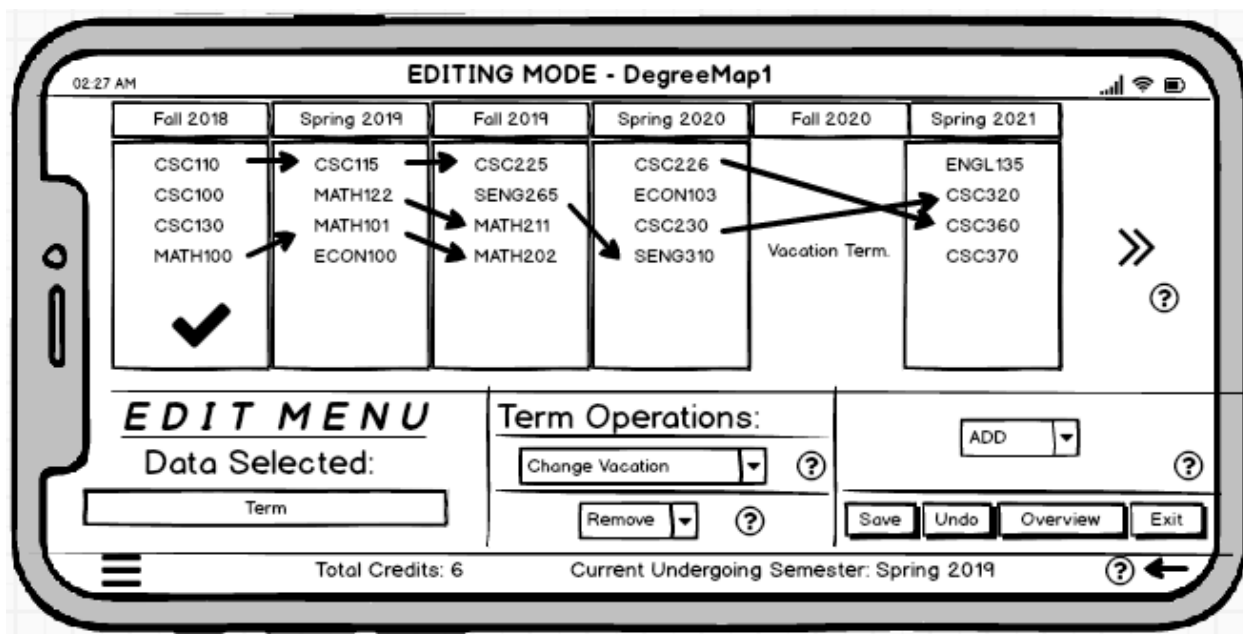 EDITING MODE - DegreeMap1
02:27 AM
Fall 2018 Spring 2019 Fall 2019 Spring 2020 Fall 2020 Spring 2021
CSC110 CSC115 CSC225 CSC226 ENGL135
CSC100 MATH122 SENG265 ECON103 CSC320
CSC130 MATH101 MATH211 CSC230 CSC360
MATH100 ECON100 MATH202 SENG310 Vacation Term. CSC370
?
EDIT MENU Term Operations: ADD
Data Selected: Change Vacation ? ?
Term Remove ? Save Undo Overview Exit
Total Credits: 6 Current Undergoing Semester: Spring 2019 ?